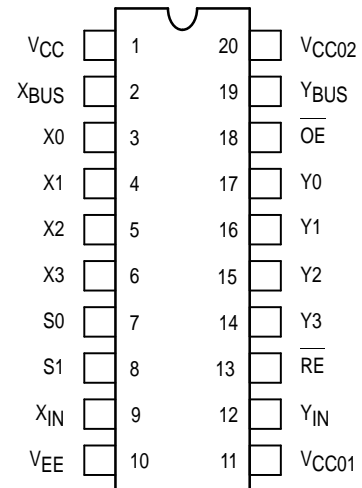 VCC 1 20 VCC02
XBUS 2 19 YBUS
X0 3 18 OE
X1 4 17 Y0
X2 5 16 Y1
X3 6 15 Y2
S0 7 14 Y3
S1 8 13 RE
XIN 9 12 YIN
VEE 10 11 VCC01